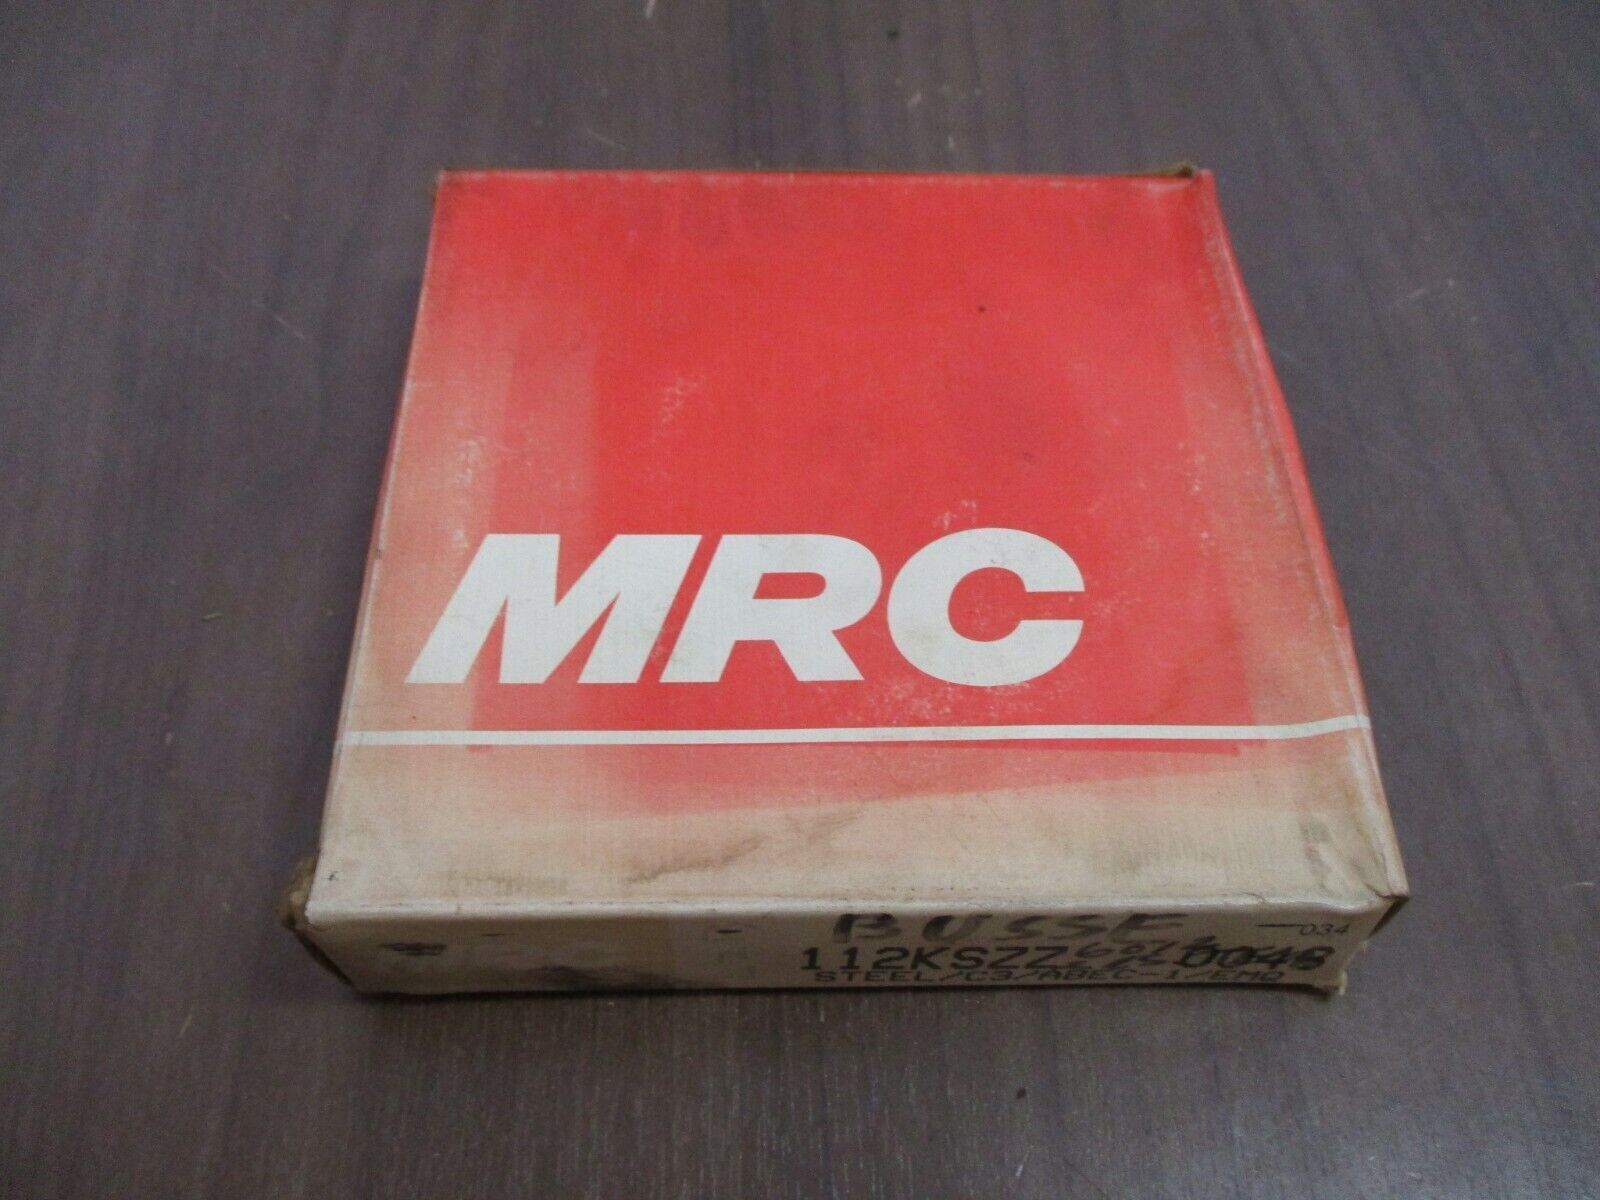 MRC
BUSSE
034
112KSZZ
STEEL/C3/ABEC-1/EMQ